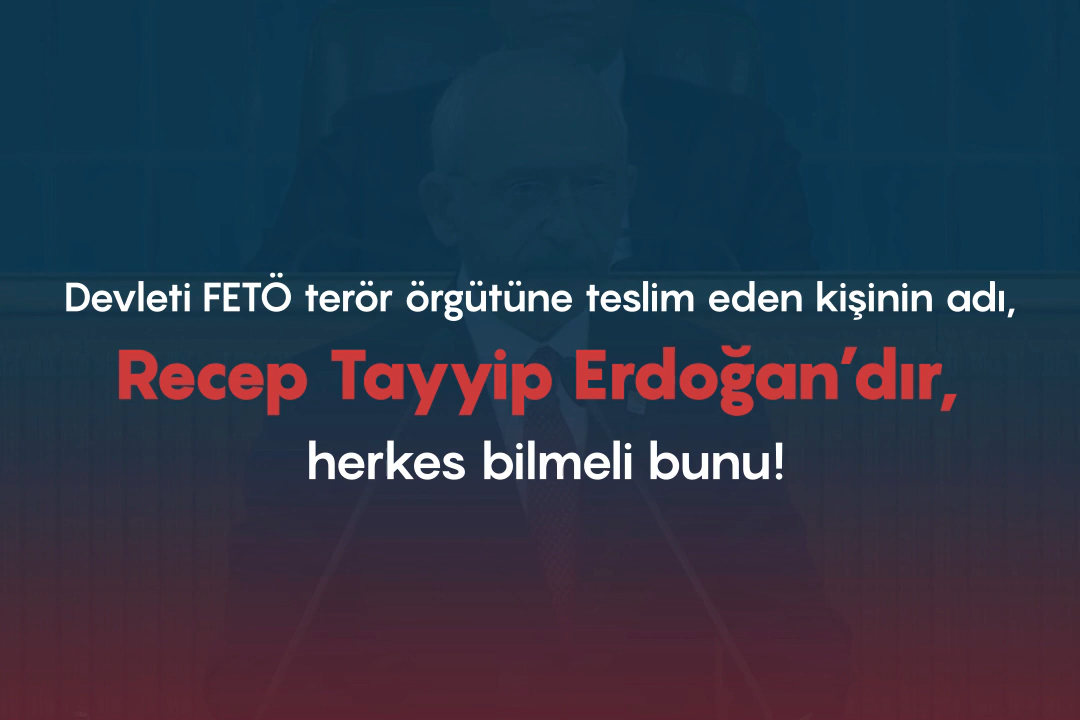 Devleti FETÖ terör örgütüne teslim eden kişinin adı,
Recep Tayyip Erdoğan’dır,
herkes bilmeli bunu!